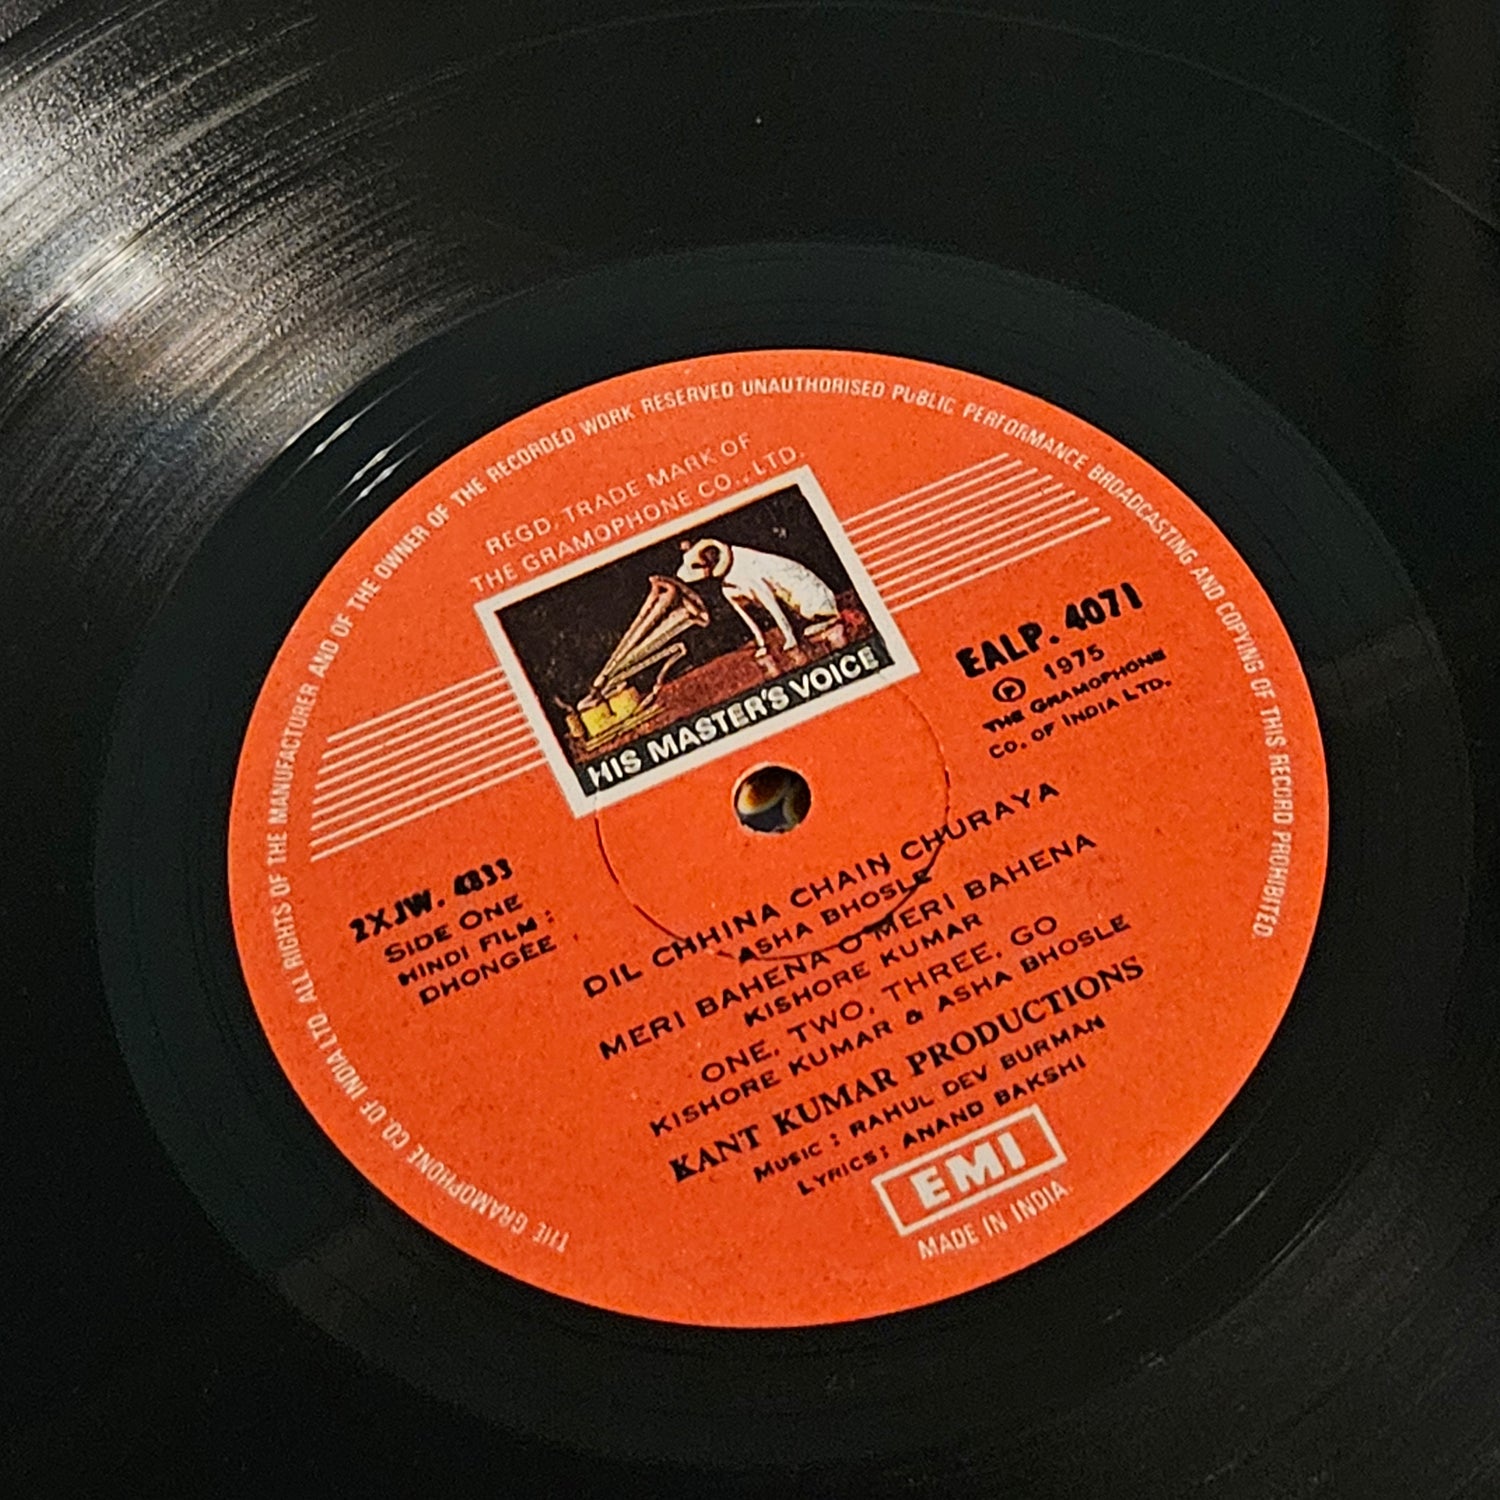 THE GRAMOPHONE CO. OF INDIA LTD. ALL RIGHTS OF THE MANUFACTURER AND OF THE OWNER OF THE RECORDED WORK RESERVED UNAUTHORISED PUBLIC PERFORMANCE BROADCASTING AND COPYING OF THIS RECORD PROHIBITED.
REGD. TRADE MARK OF
THE GRAMOPHONE CO., LTD.
HIS MASTER'S VOICE
EALP. 4071
℗ 1975
THE GRAMOPHONE
CO. OF INDIA LTD.
2XJW. 4833
SIDE ONE
HINDI FILM :
DHONGEE
DIL CHHINA CHAIN CHURAYA
ASHA BHOSLE
MERI BAHENA O MERI BAHENA
KISHORE KUMAR
ONE, TWO, THREE, GO
KISHORE KUMAR & ASHA BHOSLE
KANT KUMAR PRODUCTIONS
MUSIC : RAHUL DEV BURMAN
LYRICS : ANAND BAKSHI
EMI
MADE IN INDIA.